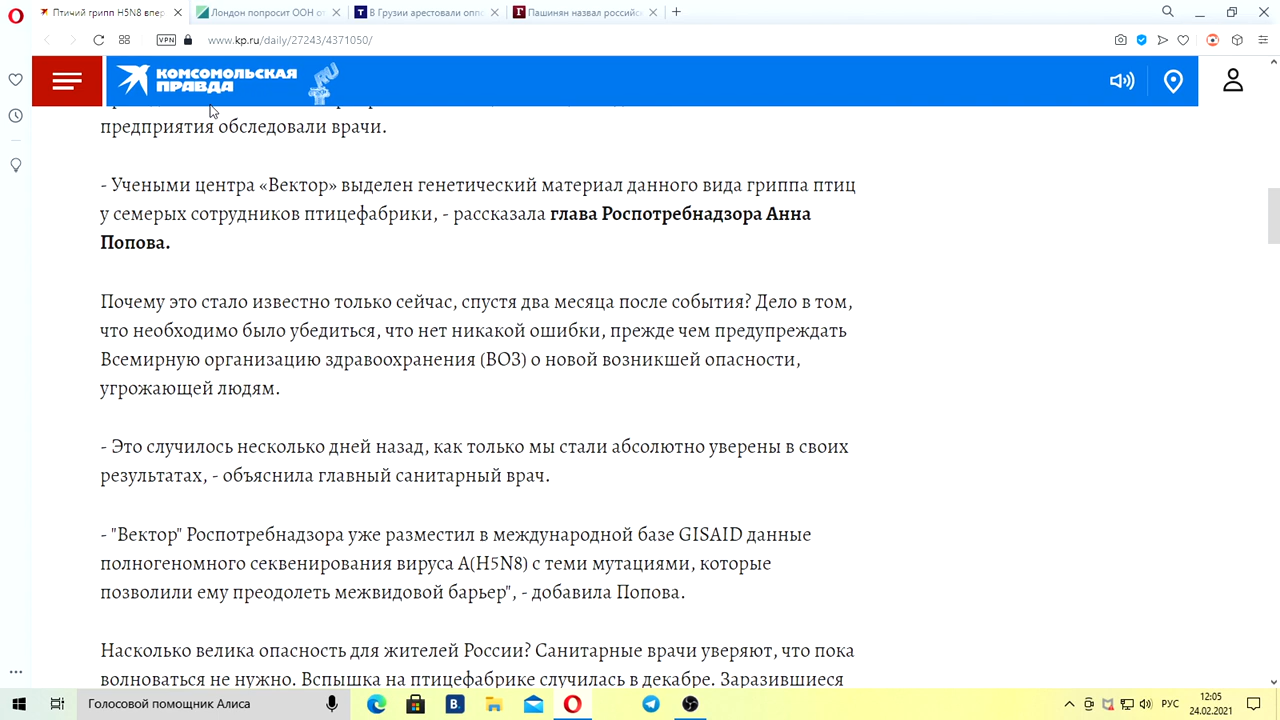 Птичий грипп H5N8 впер
Лондон попросит ООН от
В Грузии арестовали оппо
Пашинян назвал российск
VPN
www.kp.ru/daily/27243/4371050/
КОМСОМОЛЬСКАЯ
ПРАВДА
предприятия обследовали врачи.
- Учеными центра «Вектор» выделен генетический материал данного вида гриппа птиц
у семерых сотрудников птицефабрики, - рассказала глава Роспотребнадзора Анна
Попова.
Почему это стало известно только сейчас, спустя два месяца после события? Дело в том,
что необходимо было убедиться, что нет никакой ошибки, прежде чем предупреждать
Всемирную организацию здравоохранения (ВОЗ) о новой возникшей опасности,
угрожающей людям.
- Это случилось несколько дней назад, как только мы стали абсолютно уверены в своих
результатах, - объяснила главный санитарный врач.
- "Вектор" Роспотребнадзора уже разместил в международной базе GISAID данные
полногеномного секвенирования вируса A(H5N8) с теми мутациями, которые
позволили ему преодолеть межвидовой барьер", - добавила Попова.
Насколько велика опасность для жителей России? Санитарные врачи уверяют, что пока
волноваться не нужно. Вспышка на птицефабрике случилась в декабре. Заразившиеся
Голосовой помощник Алиса
B.
РУС
12:05
24.02.2021